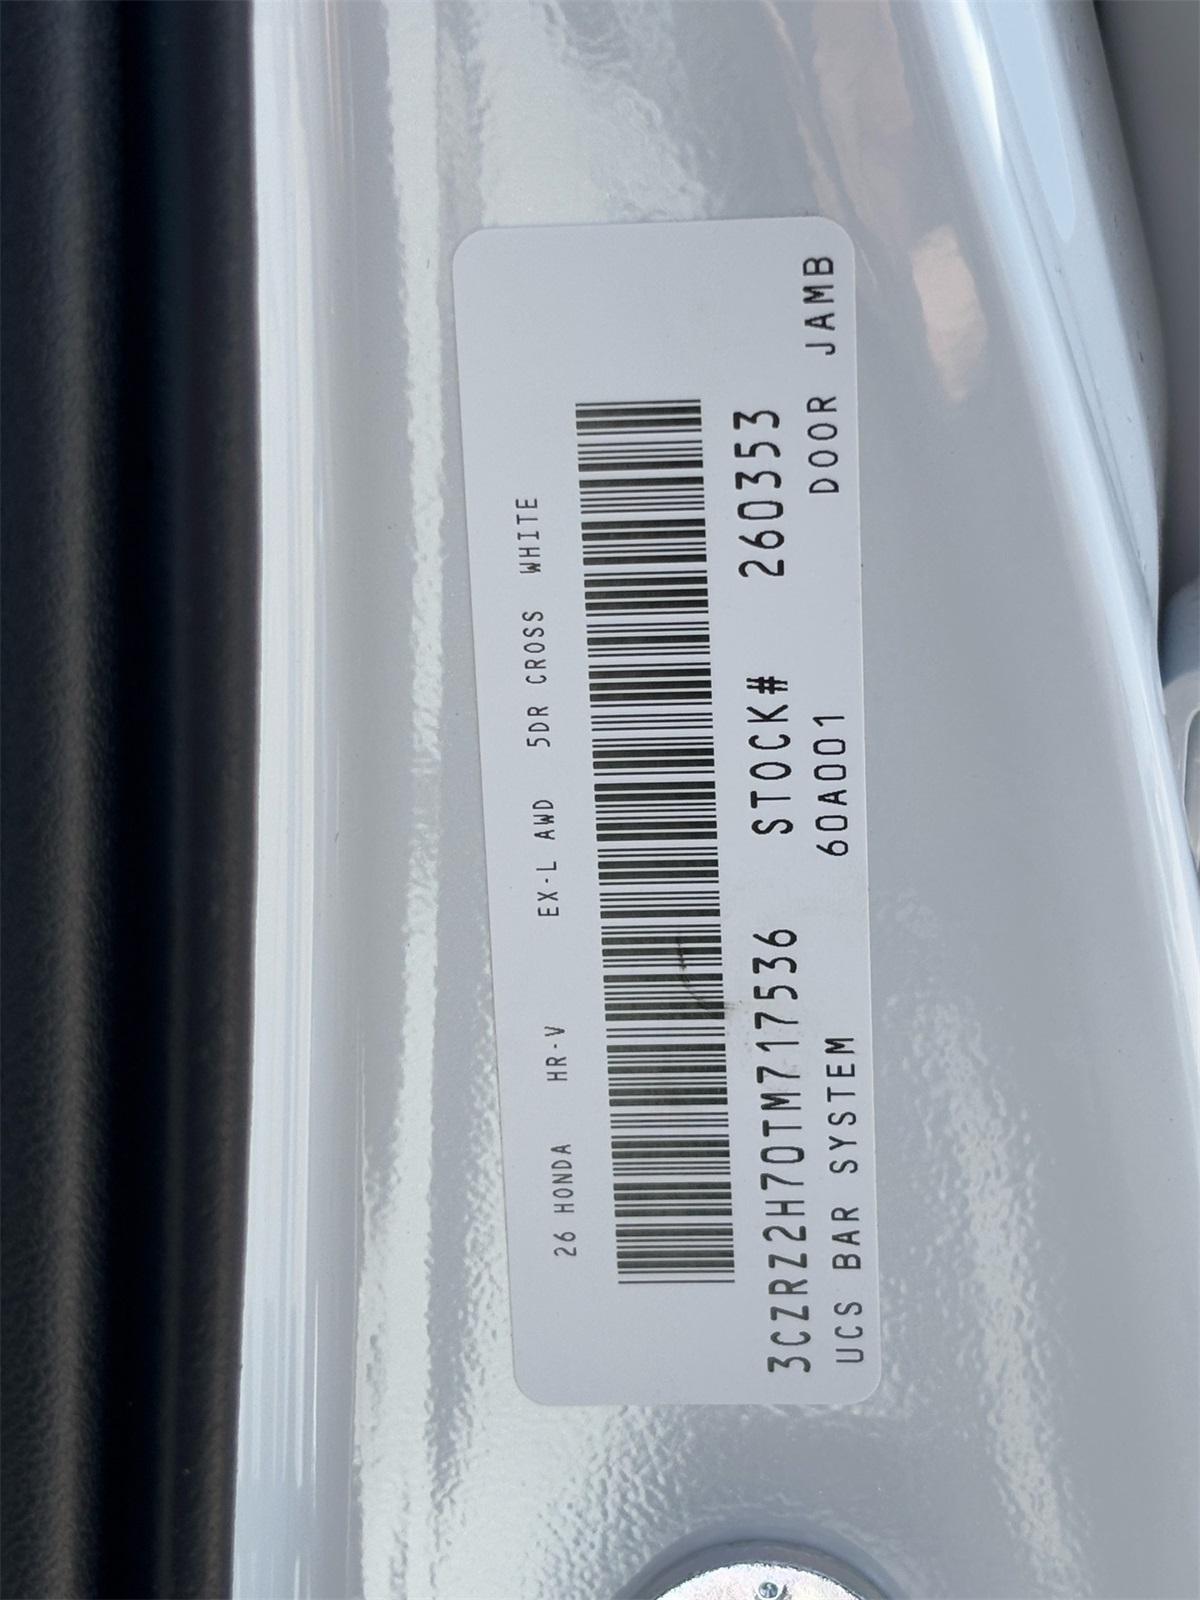 26 HONDA HR-V EX-L AWD 5DR CROSS WHITE
3CZRZ2H70TM717536 STOCK# 260353
UCS BAR SYSTEM 60A001 DOOR JAMB